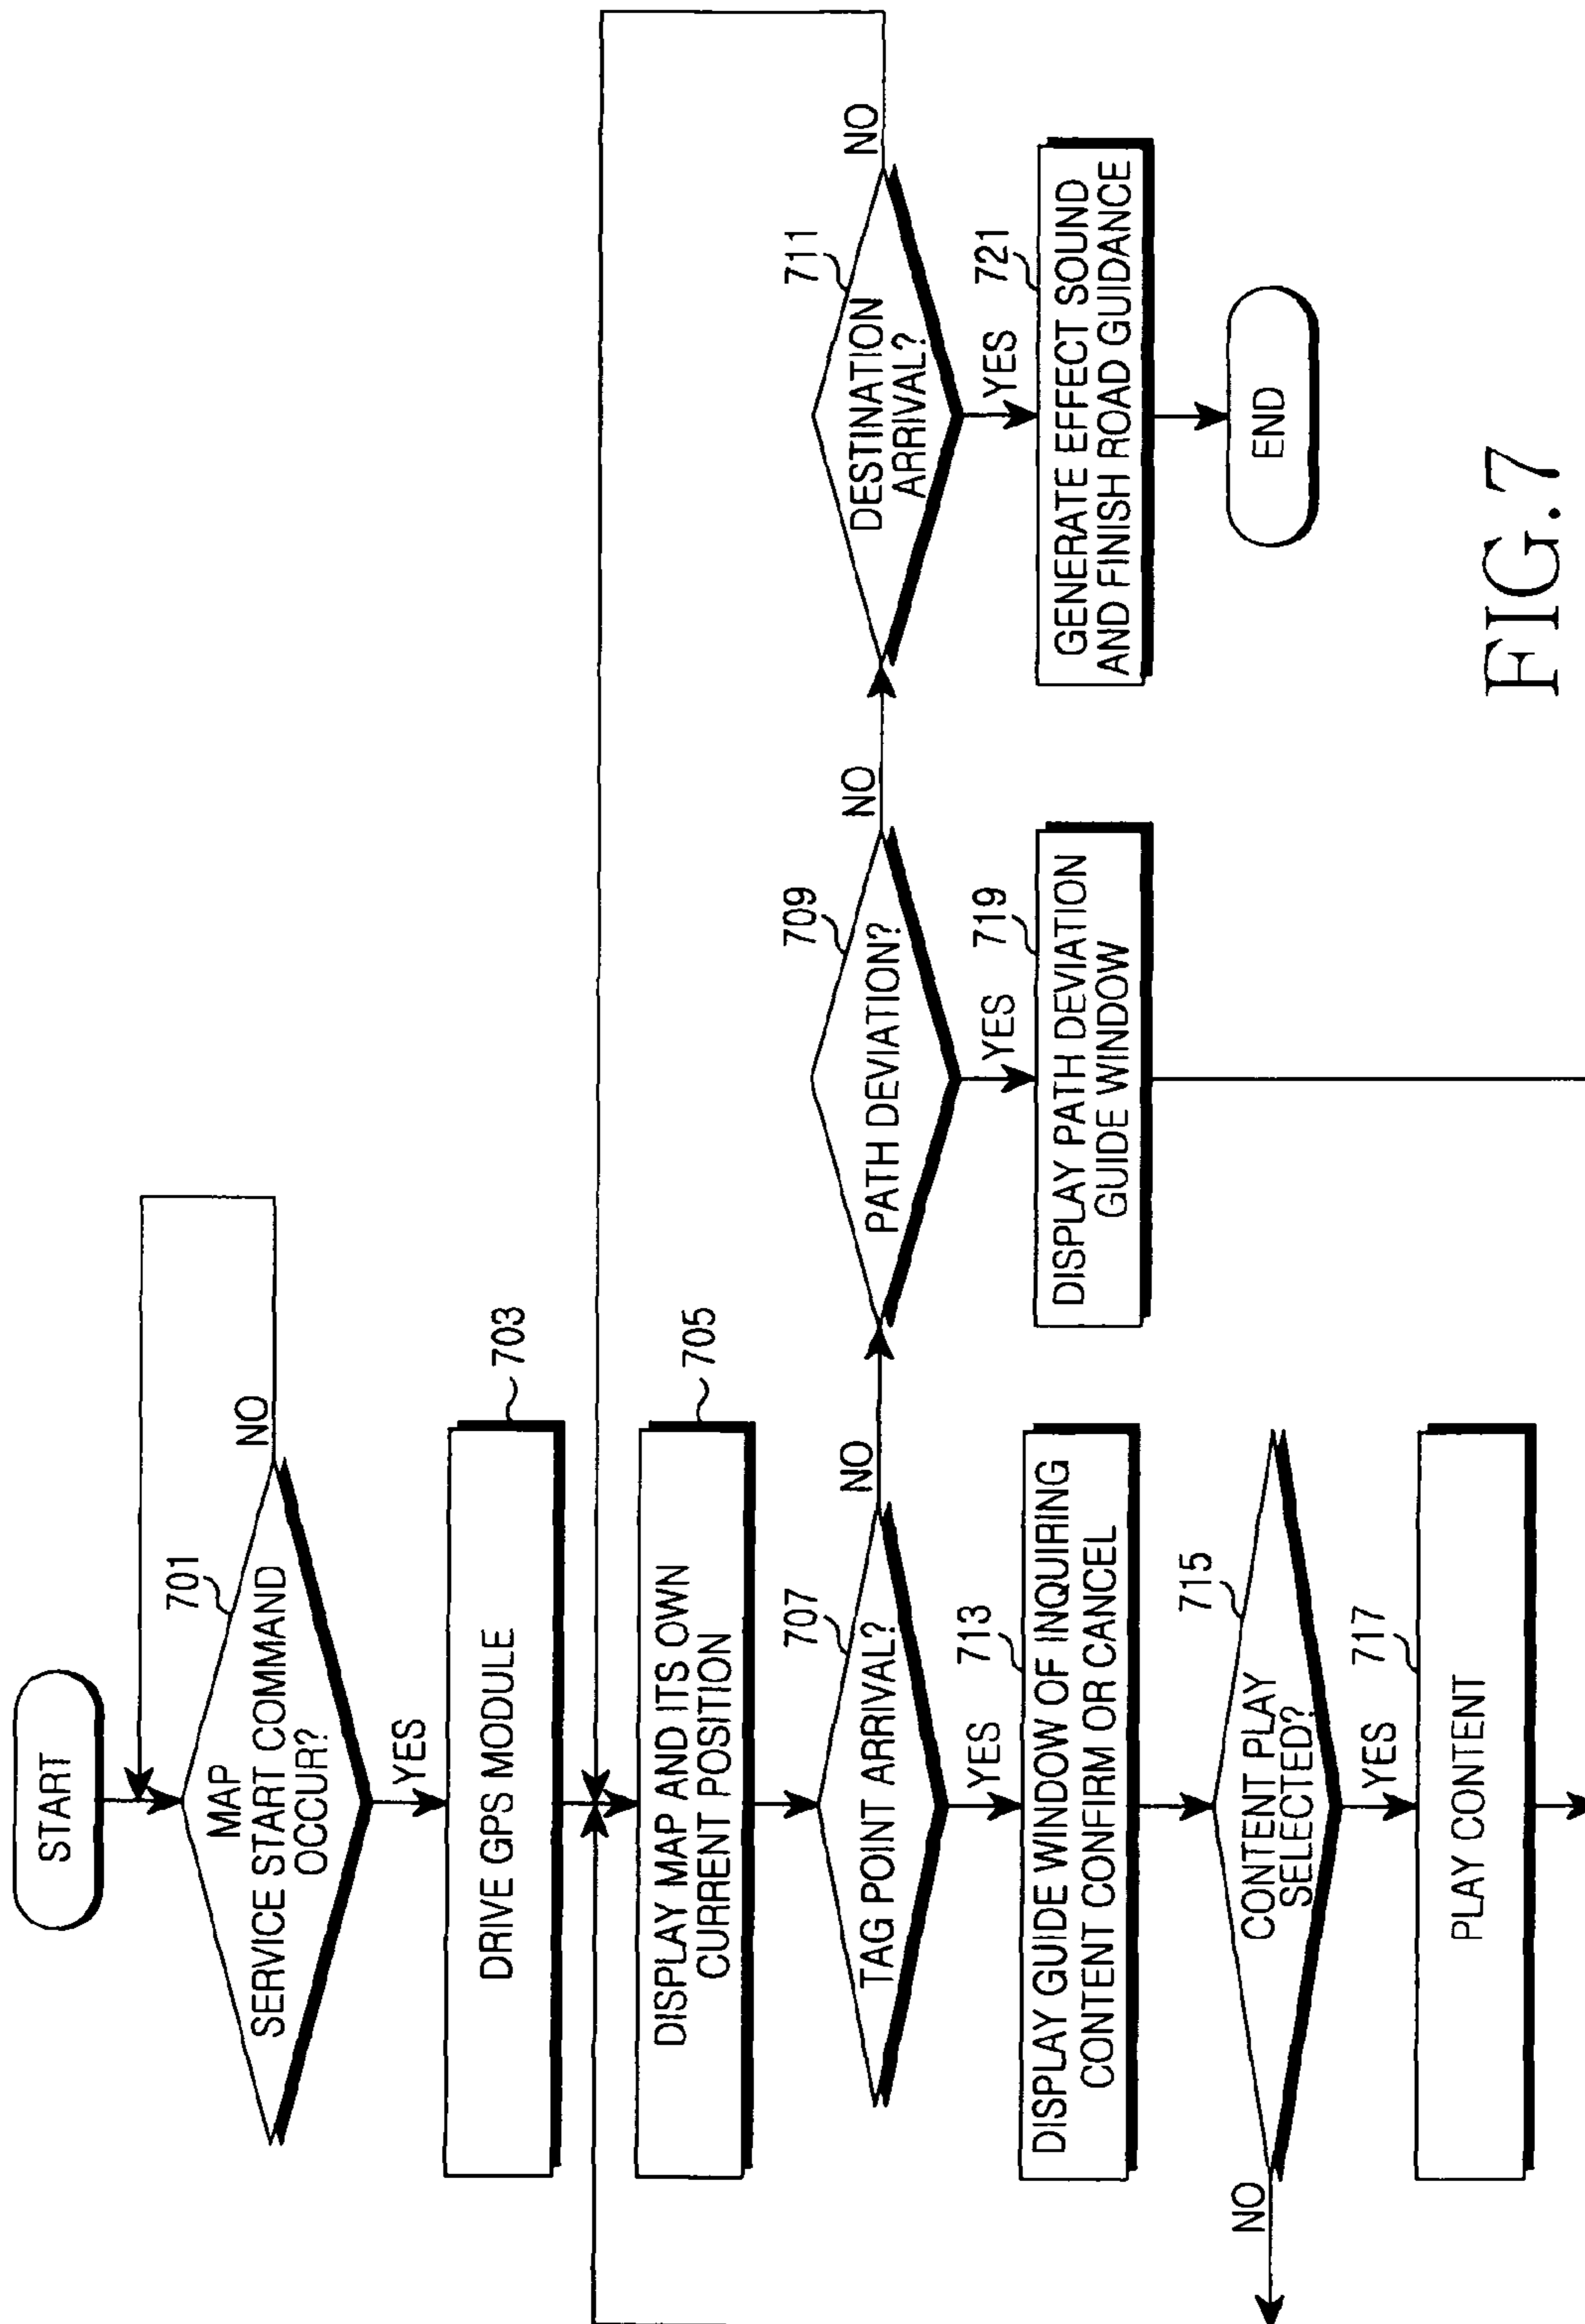 START
701
MAP
SERVICE START COMMAND
OCCUR?
NO
YES
DRIVE GPS MODULE
703
DISPLAY MAP AND ITS OWN
CURRENT POSITION
705
707
TAG POINT ARRIVAL?
NO
YES
709
PATH DEVIATION?
NO
YES
711
DESTINATION
ARRIVAL?
NO
YES
713
DISPLAY GUIDE WINDOW OF INQUIRING
CONTENT CONFIRM OR CANCEL
719
DISPLAY PATH DEVIATION
GUIDE WINDOW
721
GENERATE EFFECT SOUND
AND FINISH ROAD GUIDANCE
715
CONTENT PLAY
SELECTED?
NO
YES
END
717
PLAY CONTENT
FIG.7